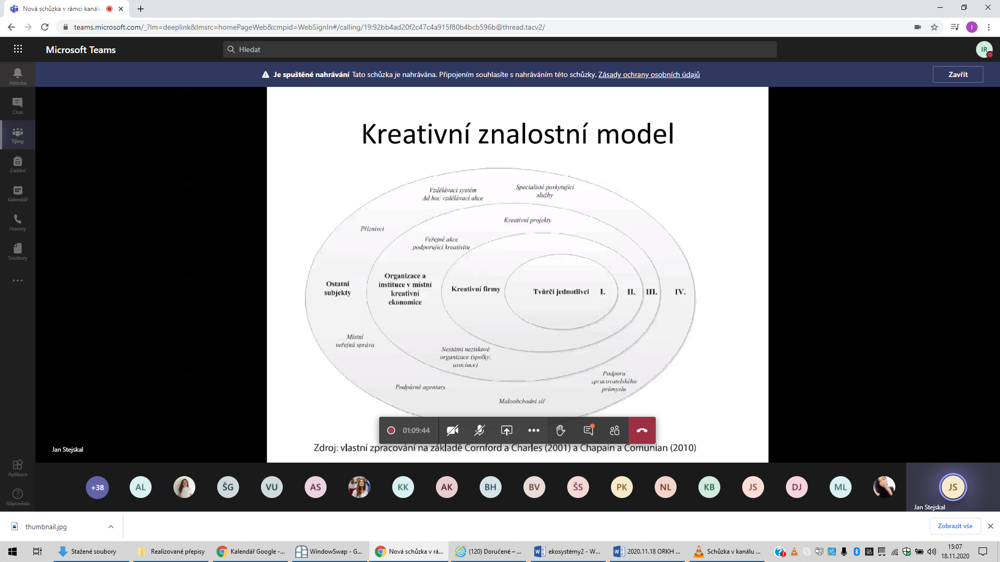 Nová schůzka v rámci kanálu
teams.microsoft.com/_?lm=deeplink&lmsrc=homePageWeb&cmpid=WebSignIn#/calling/19:92bb4ad20f2c47c4a915f80b4bcb596b@thread.tacv2/
I
Microsoft Teams
Hledat
IR
Je spuštěné nahrávání Tato schůzka je nahrávána. Připojením souhlasíte s nahráváním této schůzky. Zásady ochrany osobních údajů
Zavřít
Aktivita
Chat
Týmy
Zadání
Kalendář
Hovory
Soubory
Aplikace
Nápověda
Kreativní znalostní model
Vzdělávací systém
Ad hoc vzdělávací akce
Specialisté poskytující
služby
Kreativní projekty
Příznivci
Veřejné akce
podporující kreativitu
Ostatní
subjekty
Organizace a
instituce v místní
kreativní
ekonomice
Kreativní firmy
Tvůrčí jednotlivci I. II. III. IV.
Místní
veřejná správa
Nestátní neziskové
organizace (spolky,
asociace)
Podpora
zpracovatelského
průmyslu
Podpůrné agentury
Maloobchodní síť
01:09:44
Zdroj: vlastní zpracování na základě Cornford a Charles (2001) a Chapain a Comunian (2010)
Jan Stejskal
+38 AL ŠG VU AS KK AK BH BV ŠS PK NL KB JS DJ ML JS
Jan Stejskal
thumbnail.jpg
Zobrazit vše
Stažené soubory
Realizované přepisy
Kalendář Google -...
WindowSwap - G...
Nová schůzka v rá...
(120) Doručené – ...
ekosystémy2 - W...
2020.11.18 ORKH ...
Schůzka v kanálu ...
15:07
18.11.2020